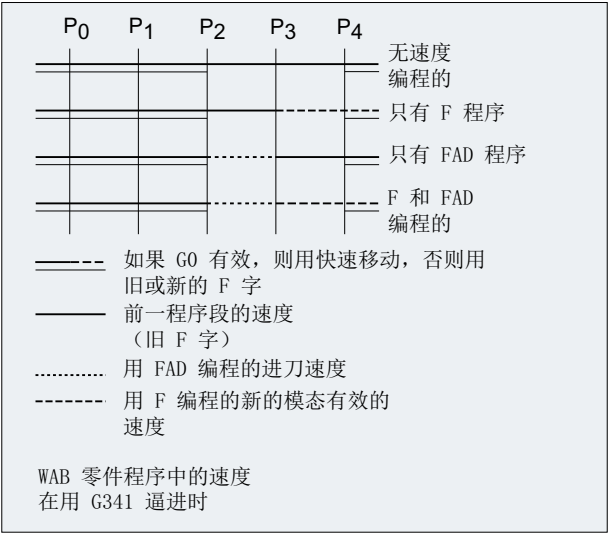 P0 P1 P2 P3 P4
无速度
编程的
只有 F 程序
只有 FAD 程序
F 和 FAD
编程的
如果 G0 有效，则用快速移动，否则用
旧或新的 F 字
前一程序段的速度
（旧 F 字）
用 FAD 编程的进刀速度
用 F 编程的新的模态有效的
速度
WAB 零件程序中的速度
在用 G341 逼进时